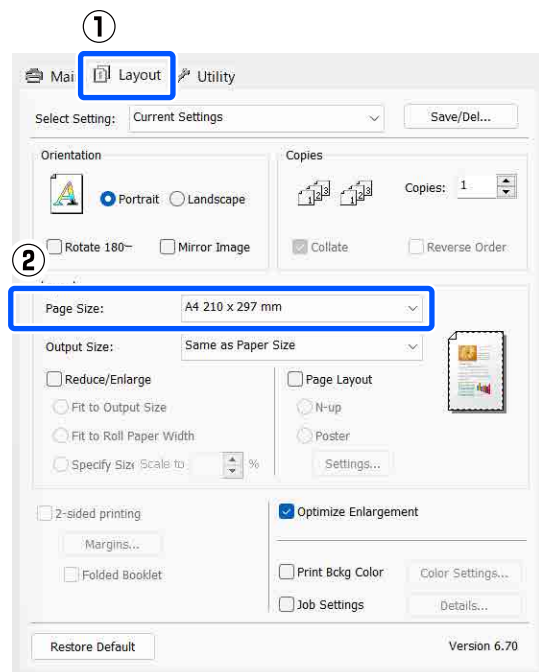 ①
Mai Layout Utility
Select Setting: Current Settings Save/Del...
Orientation
Portrait Landscape
Rotate 180° Mirror Image
Copies
Copies: 1
Collate Reverse Order
②
Page Size: A4 210 x 297 mm
Output Size: Same as Paper Size
Reduce/Enlarge
Fit to Output Size
Fit to Roll Paper Width
Specify Size Scale to %
Page Layout
N-up
Poster
Settings...
2-sided printing
Margins...
Folded Booklet
Optimize Enlargement
Print Bckg Color Color Settings...
Job Settings Details...
Restore Default Version 6.70